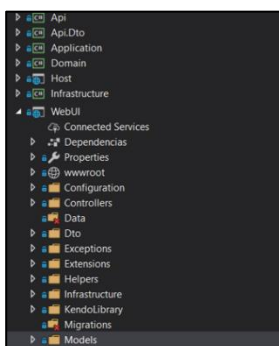 Api
Api.Dto
Application
Domain
Host
Infrastructure
WebUI
Connected Services
Dependencias
Properties
wwwroot
Configuration
Controllers
Data
Dto
Exceptions
Extensions
Helpers
Infrastructure
KendoLibrary
Migrations
Models